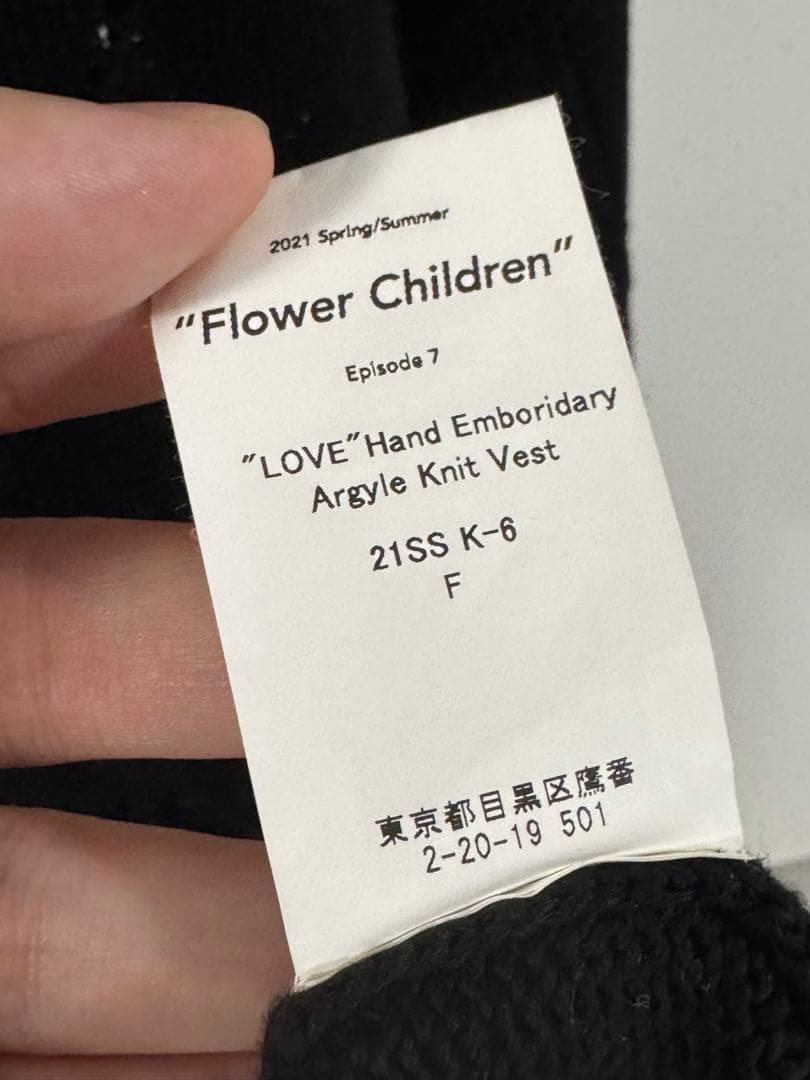 2021 Spring/Summer
"Flower Children"
Episode 7
"LOVE"Hand Emboridary
Argyle Knit Vest
21SS K-6
F
東京都目黒区鷹番
2-20-19 501